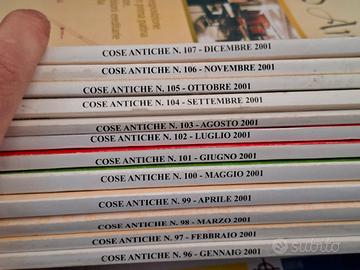 COSE ANTICHE N. 107 - DICEMBRE 2001
COSE ANTICHE N. 106 - NOVEMBRE 2001
COSE ANTICHE N. 105 - OTTOBRE 2001
COSE ANTICHE N. 104 - SETTEMBRE 2001
COSE ANTICHE N. 103 - AGOSTO 2001
COSE ANTICHE N. 102 - LUGLIO 2001
COSE ANTICHE N. 101 - GIUGNO 2001
COSE ANTICHE N. 100 - MAGGIO 2001
COSE ANTICHE N. 99 - APRILE 2001
COSE ANTICHE N. 98 - MARZO 2001
COSE ANTICHE N. 97 - FEBBRAIO 2001
COSE ANTICHE N. 96 - GENNAIO 2001
subito